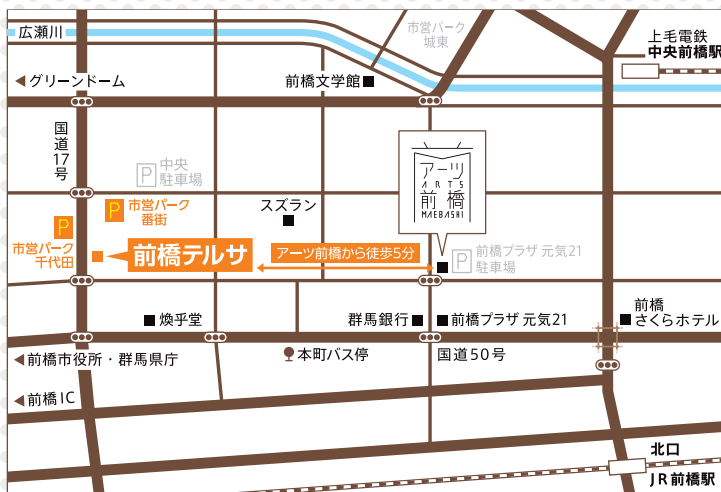 広瀬川
市営パーク
城東
上毛電鉄
中央前橋駅
グリーンドーム
前橋文学館
国道17号
P
中央
駐車場
アーツ
ARTS
前橋
MAEBASHI
P
市営パーク
番街
スズラン
P
市営パーク
千代田
前橋テルサ
アーツ前橋から徒歩5分
P
前橋プラザ 元気21
駐車場
煥乎堂
群馬銀行
前橋プラザ 元気21
前橋
さくらホテル
前橋市役所・群馬県庁
本町バス停
国道50号
前橋IC
北口
JR前橋駅